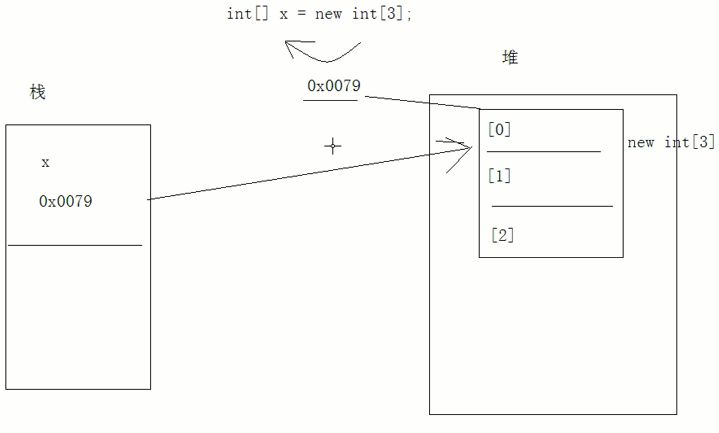 int[] x = new int[3];
堆
0x0079
栈
[0]
new int[3]
x
[1]
0x0079
[2]